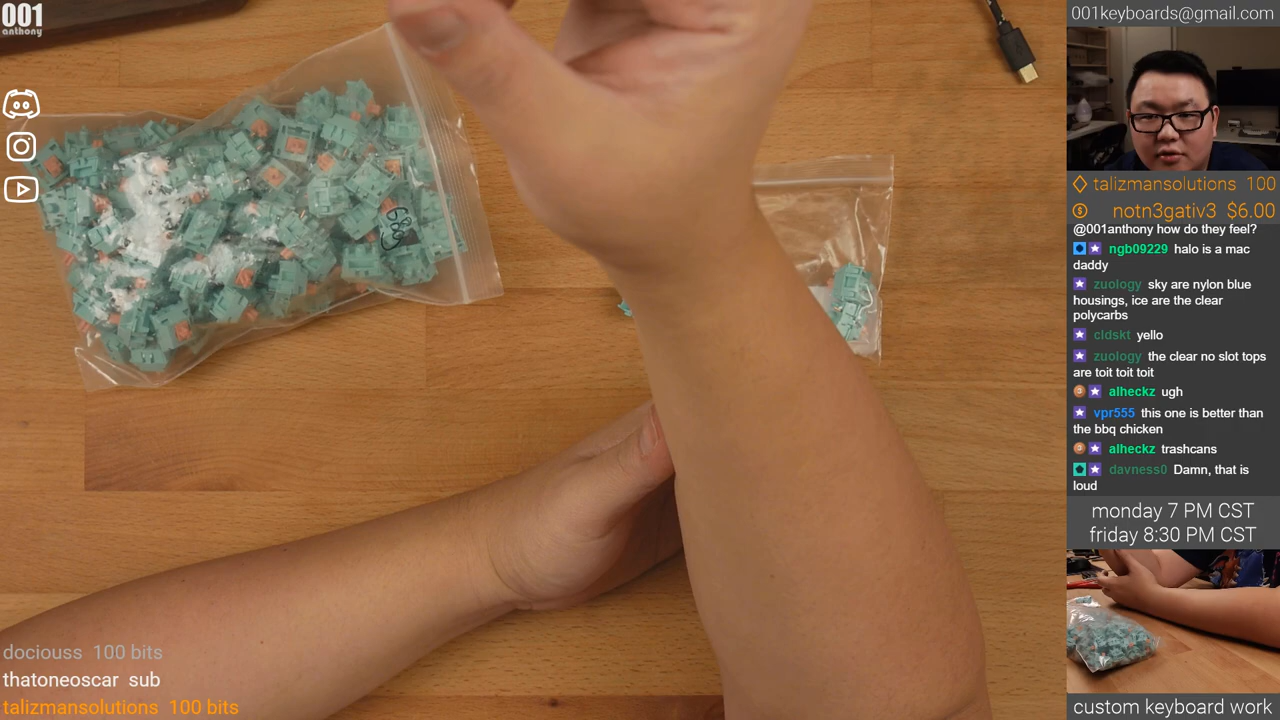 001
anthony
68g
001keyboards@gmail.com
talizmansolutions 100
notn3gativ3 $6.00
@001anthony how do they feel?
ngb09229 halo is a mac
daddy
zuology sky are nylon blue
housings, ice are the clear
polycarbs
cldskt yello
zuology the clear no slot tops
are toit toit toit
alheckz ugh
vpr555 this one is better than
the bbq chicken
alheckz trashcans
davness0 Damn, that is
loud
monday 7 PM CST
friday 8:30 PM CST
custom keyboard work
dociouss 100 bits
thatoneoscar sub
talizmansolutions 100 bits